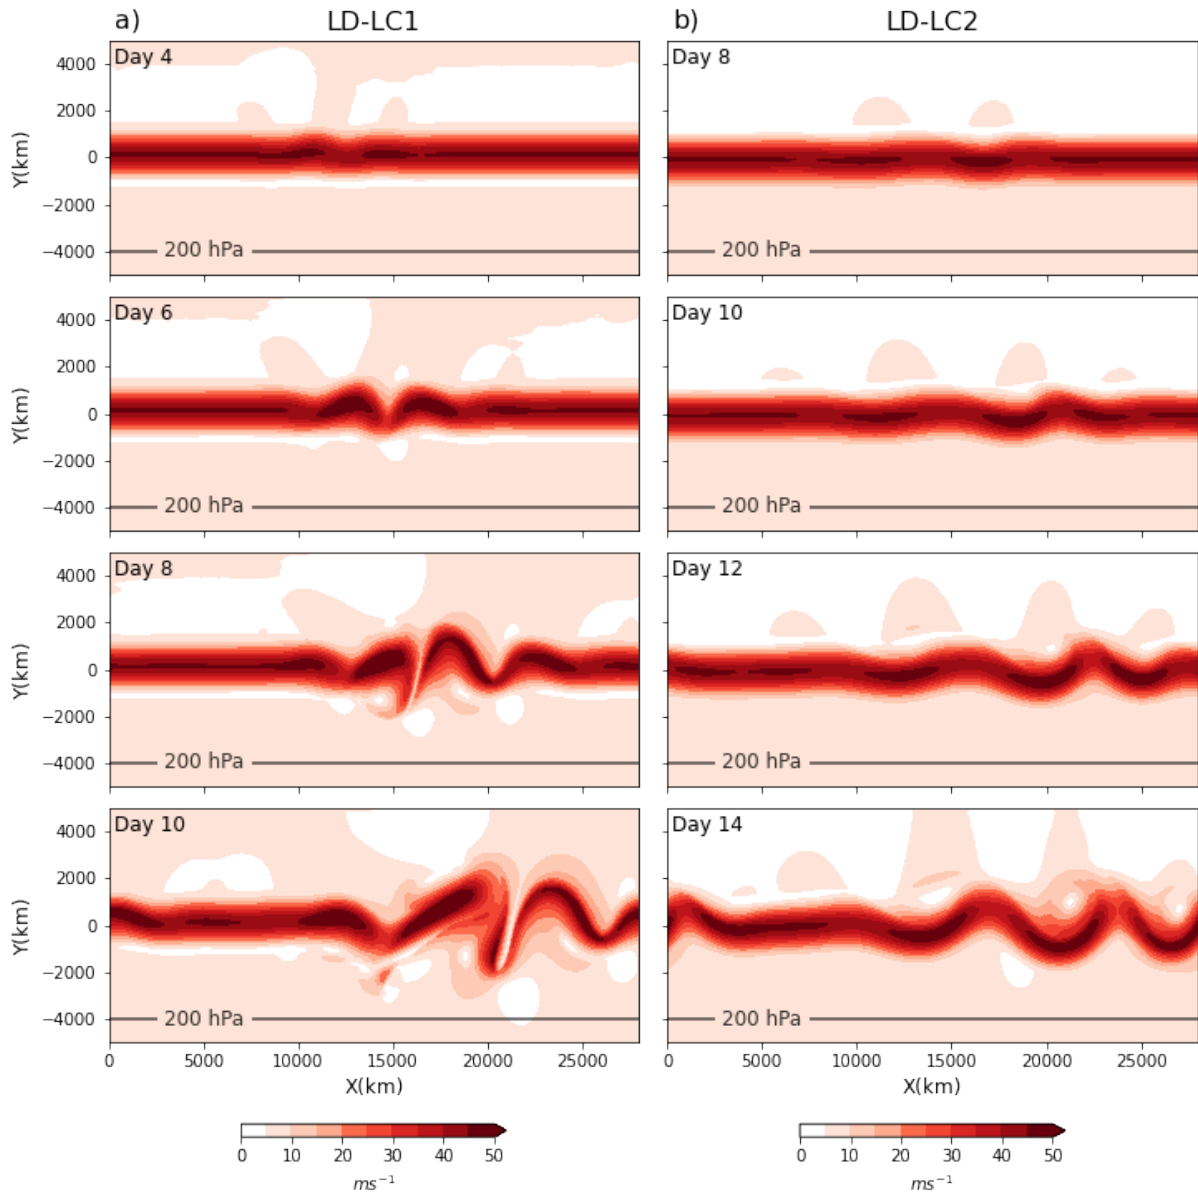 a) LD-LC1
b) LD-LC2
Day 4
4000
2000
0
−2000
−4000
Y(km)
200 hPa
Day 8
200 hPa
Day 6
4000
2000
0
−2000
−4000
Y(km)
200 hPa
Day 10
200 hPa
Day 8
4000
2000
0
−2000
−4000
Y(km)
200 hPa
Day 12
200 hPa
Day 10
4000
2000
0
−2000
−4000
Y(km)
200 hPa
0 5000 10000 15000 20000 25000
X(km)
Day 14
200 hPa
0 5000 10000 15000 20000 25000
X(km)
0 10 20 30 40 50
ms⁻¹
0 10 20 30 40 50
ms⁻¹